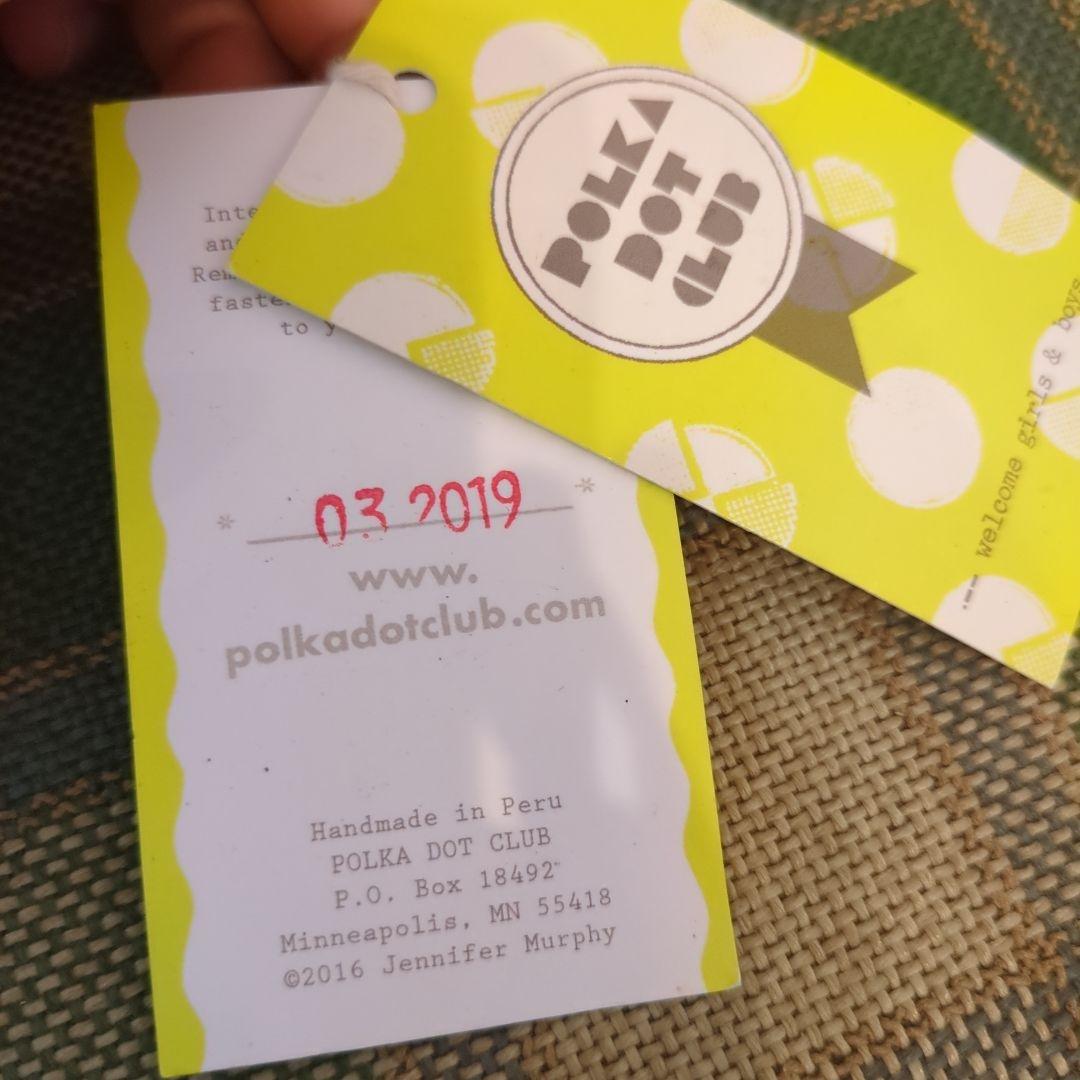 POLKA
DOT
CLUB
welcome girls & boys
to
03 2019
www.
polkadotclub.com
Handmade in Peru
POLKA DOT CLUB
P.O. Box 18492
Minneapolis, MN 55418
©2016 Jennifer Murphy